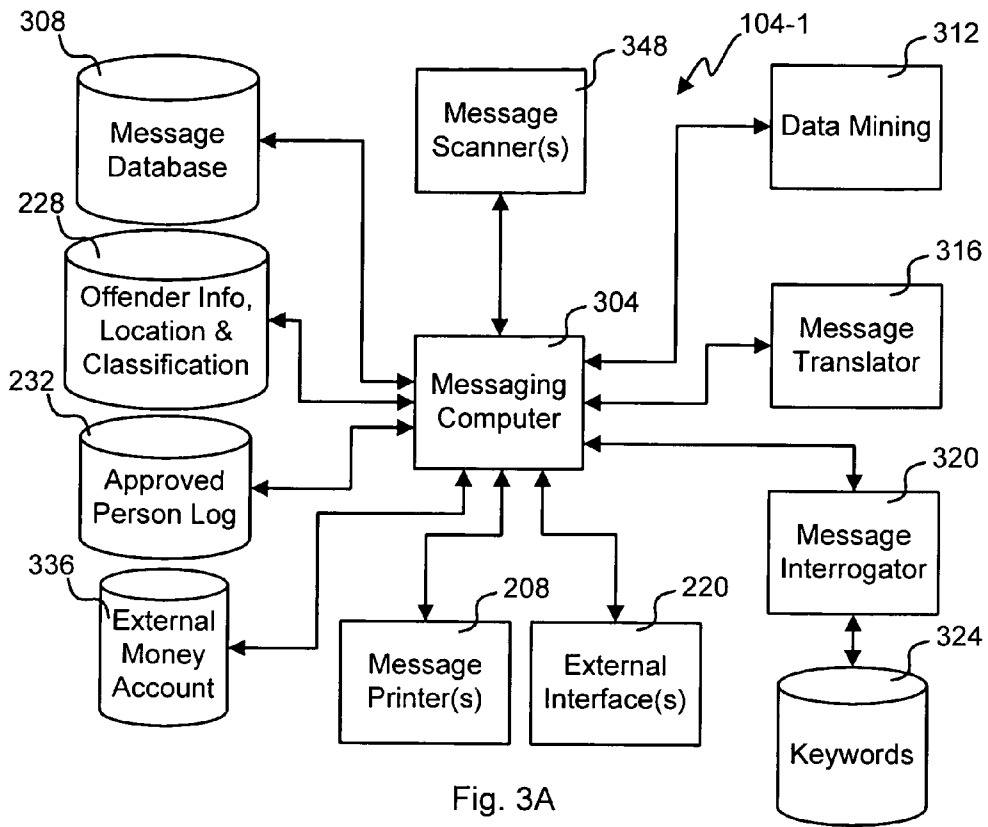 308
Message
Database
348
Message
Scanner(s)
104-1
312
Data Mining
228
Offender Info,
Location &
Classification
304
Messaging
Computer
316
Message
Translator
232
Approved
Person Log
320
Message
Interrogator
336
External
Money
Account
208
Message
Printer(s)
220
External
Interface(s)
324
Keywords
Fig. 3A